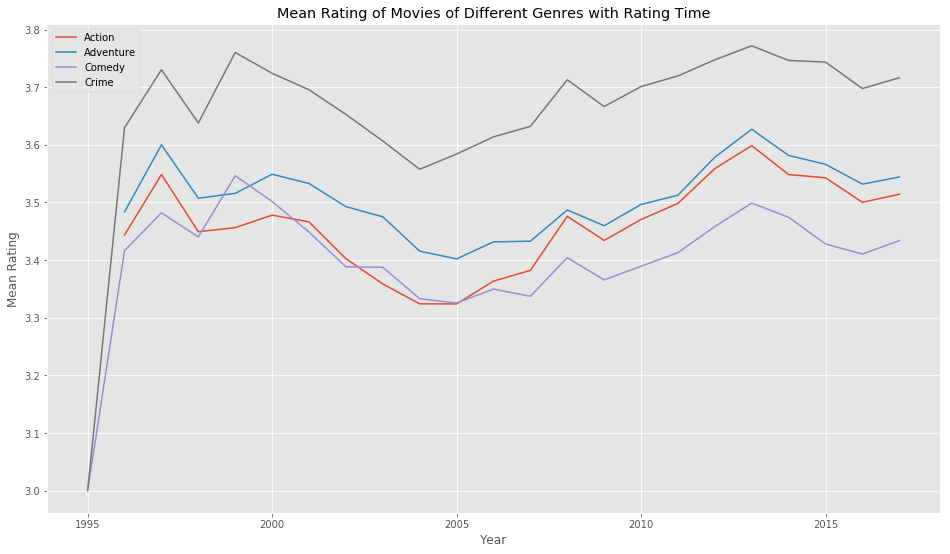 Mean Rating of Movies of Different Genres with Rating Time
Action
Adventure
Comedy
Crime
3.8
3.7
3.6
3.5
3.4
3.3
3.2
3.1
3.0
Mean Rating
1995
2000
2005
2010
2015
Year